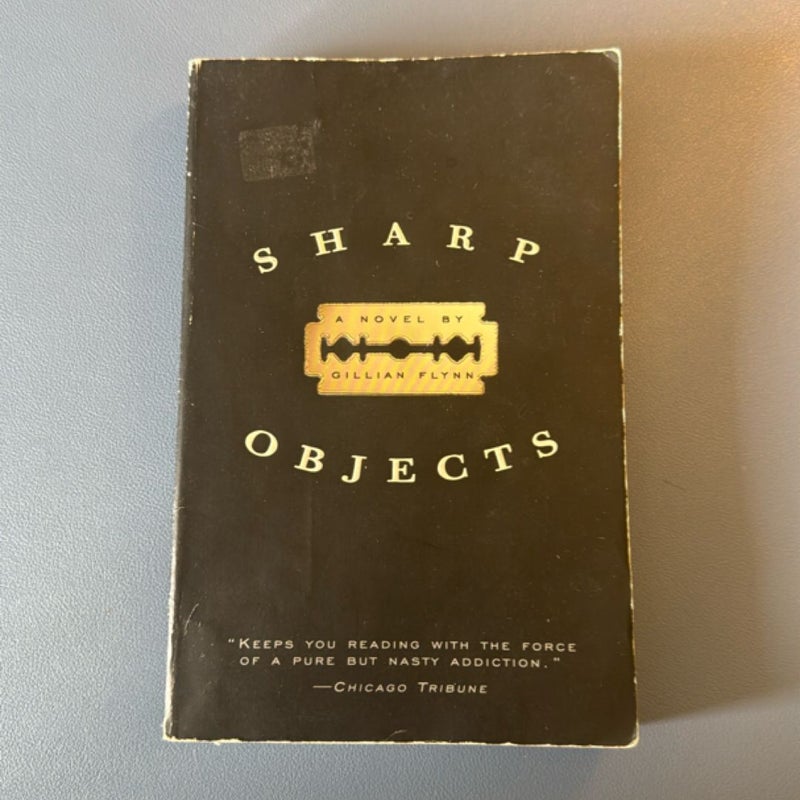 SHARP
A NOVEL BY
GILLIAN FLYNN
OBJECTS
"KEEPS YOU READING WITH THE FORCE
OF A PURE BUT NASTY ADDICTION."
—CHICAGO TRIBUNE